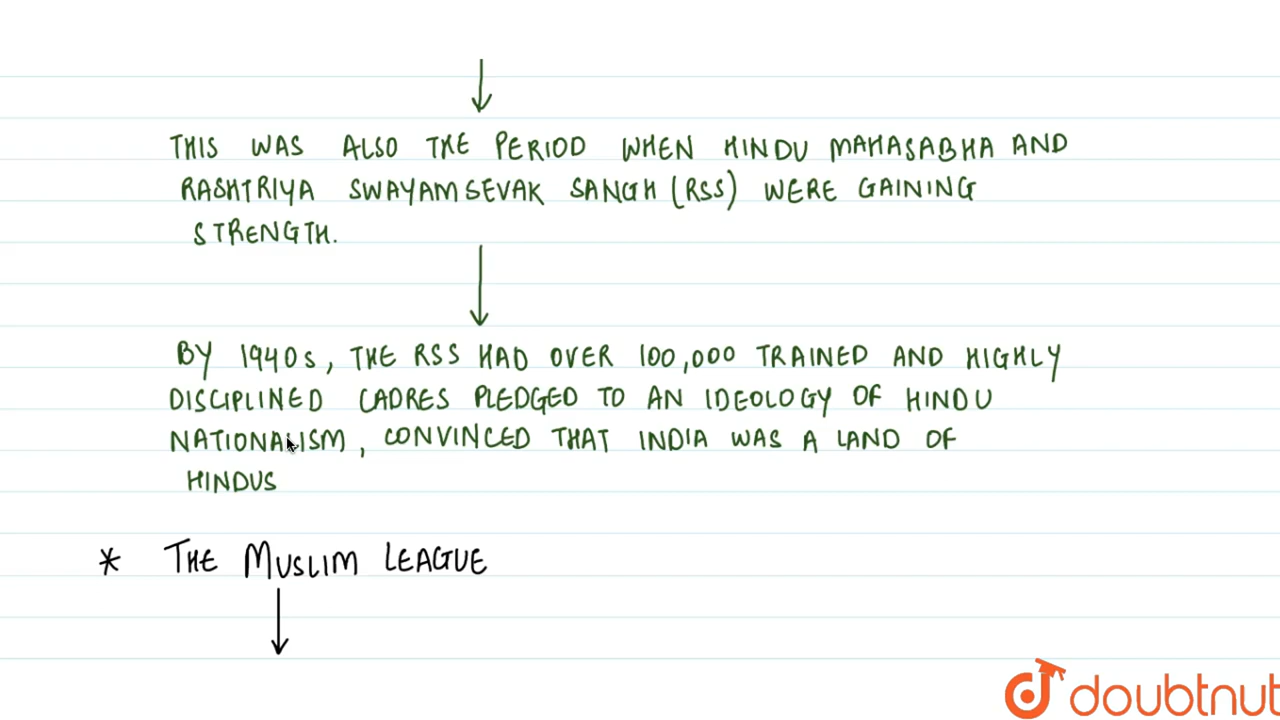 THIS WAS ALSO THE PERIOD WHEN HINDU MAHASABHA AND
RASHTRIYA SWAYAMSEVAK SANGH (RSS) WERE GAINING
STRENGTH.
BY 1940s, THE RSS HAD OVER 100,000 TRAINED AND HIGHLY
DISCIPLINED CADRES PLEDGED TO AN IDEOLOGY OF HINDU
NATIONALISM, CONVINCED THAT INDIA WAS A LAND OF
HINDUS
* THE MUSLIM LEAGUE
doubtnut